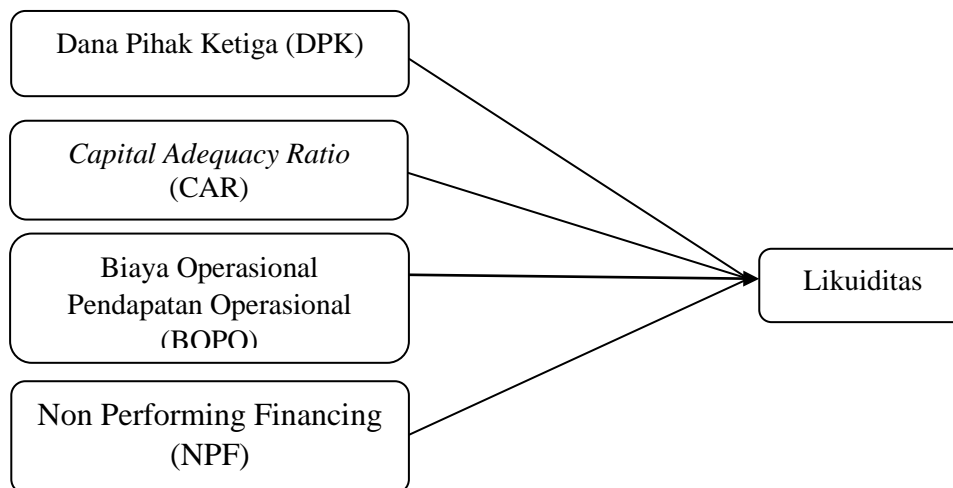 Dana Pihak Ketiga (DPK)
Capital Adequacy Ratio
(CAR)
Biaya Operasional
Pendapatan Operasional
(BOPO)
Likuiditas
Non Performing Financing
(NPF)